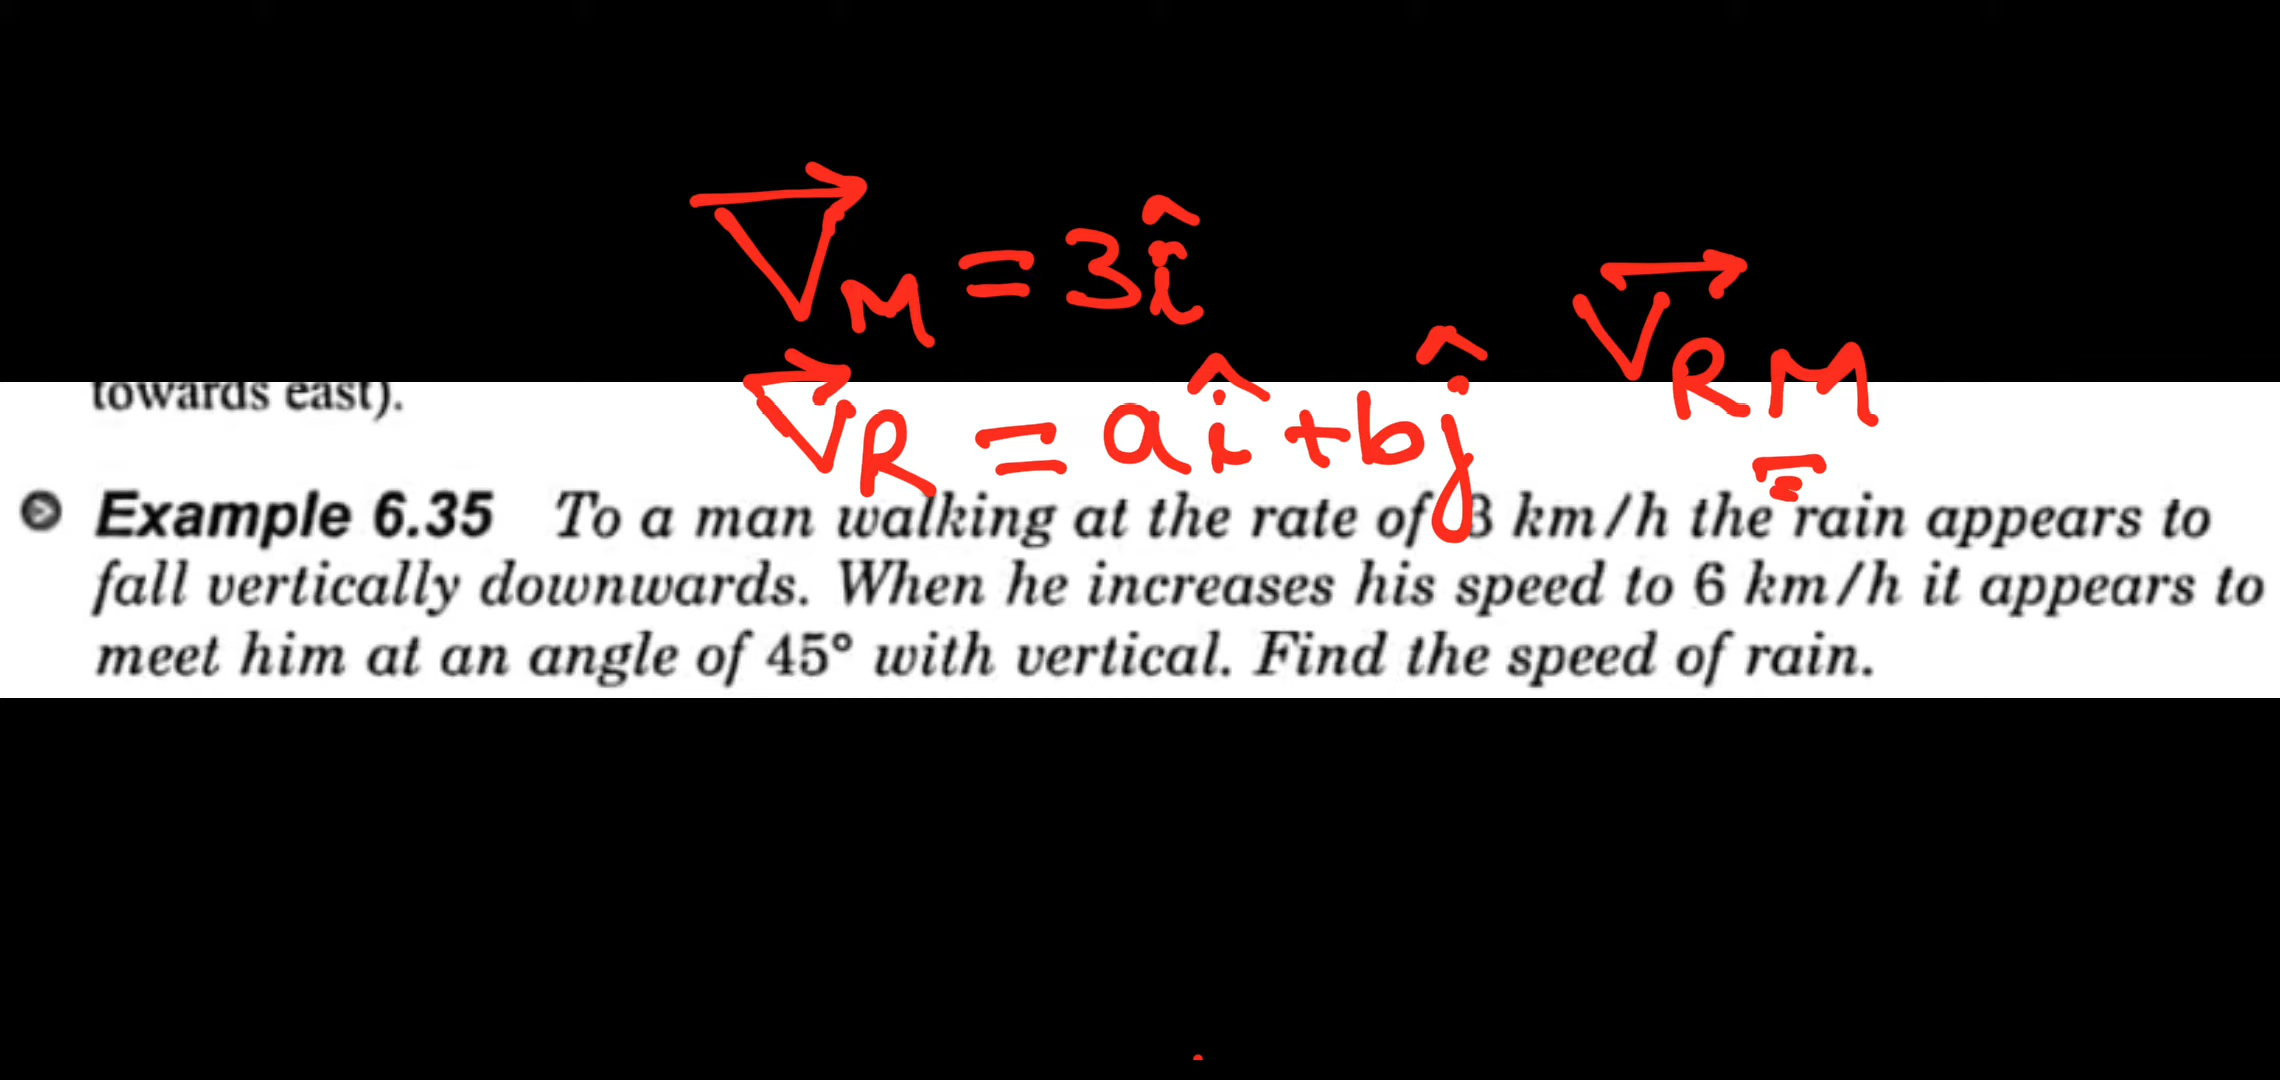 V⃗M = 3î
V⃗RM
V⃗R = aî + bĵ
towards east).
Example 6.35 To a man walking at the rate of 3 km/h the rain appears to
fall vertically downwards. When he increases his speed to 6 km/h it appears to
meet him at an angle of 45° with vertical. Find the speed of rain.